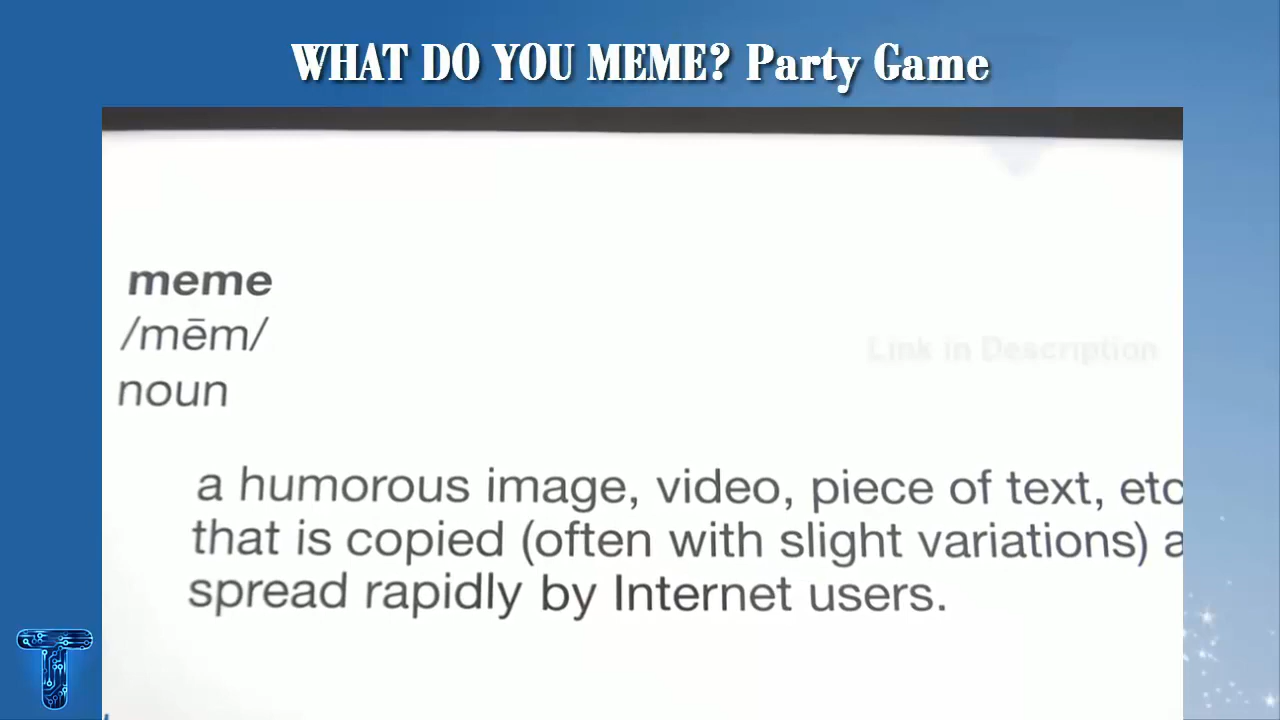 WHAT DO YOU MEME? Party Game
meme
/mēm/
noun
Link in Description
a humorous image, video, piece of text, etc
that is copied (often with slight variations) a
spread rapidly by Internet users.
T